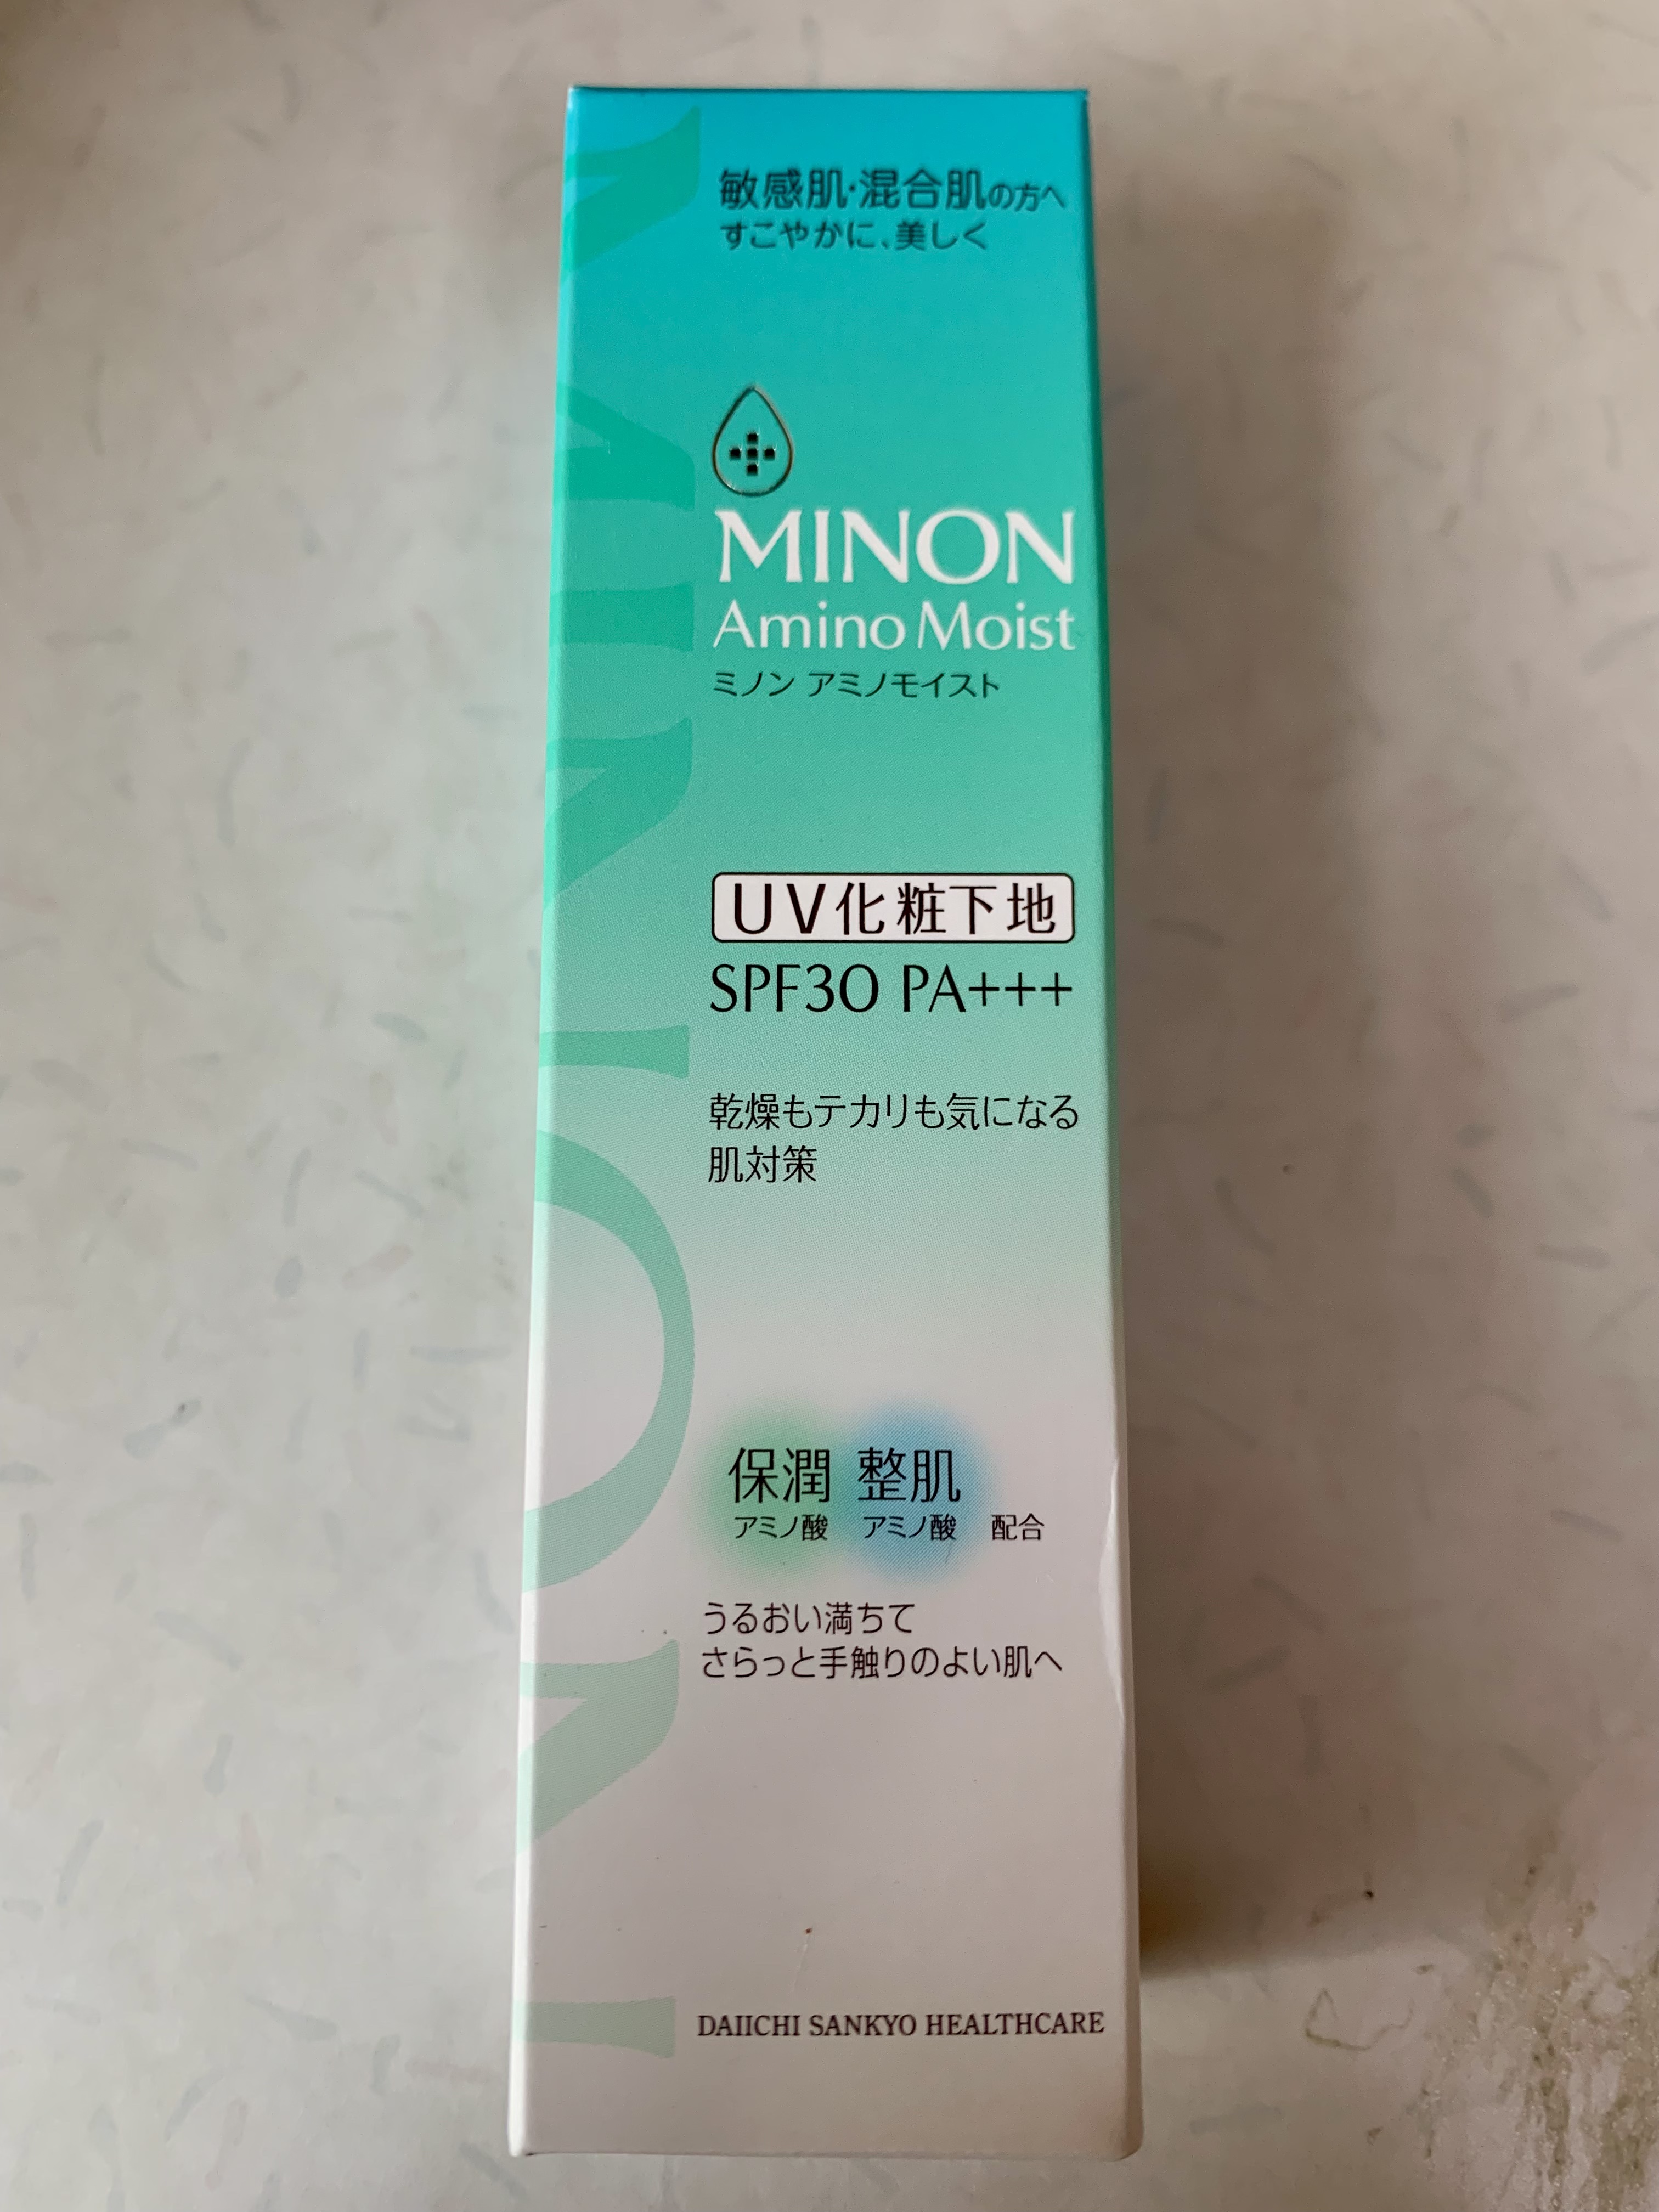 敏感肌・混合肌の方へ
すこやかに、美しく
MINON
Amino Moist
ミノン アミノモイスト
UV化粧下地
SPF30 PA+++
乾燥もテカリも気になる
肌対策
保潤 整肌
アミノ酸 アミノ酸 配合
うるおい満ちて
さらっと手触りのよい肌へ
DAIICHI SANKYO HEALTHCARE
MINON